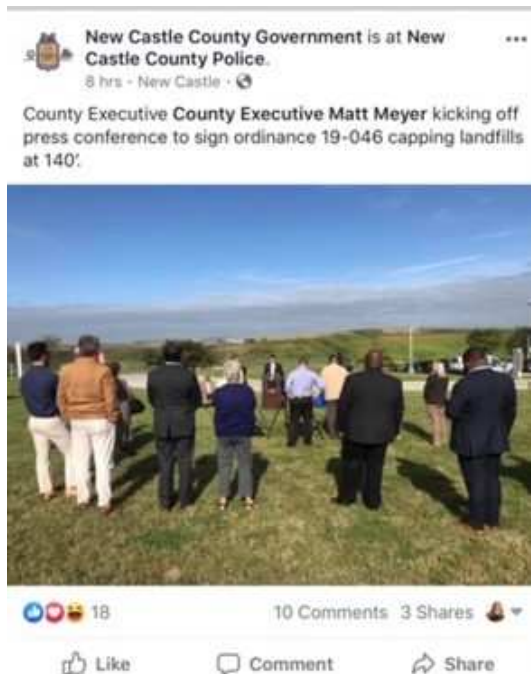 New Castle County Government is at New
Castle County Police.
8 hrs · New Castle ·
County Executive County Executive Matt Meyer kicking off
press conference to sign ordinance 19-046 capping landfills
at 140'.
18
10 Comments 3 Shares
Like Comment Share